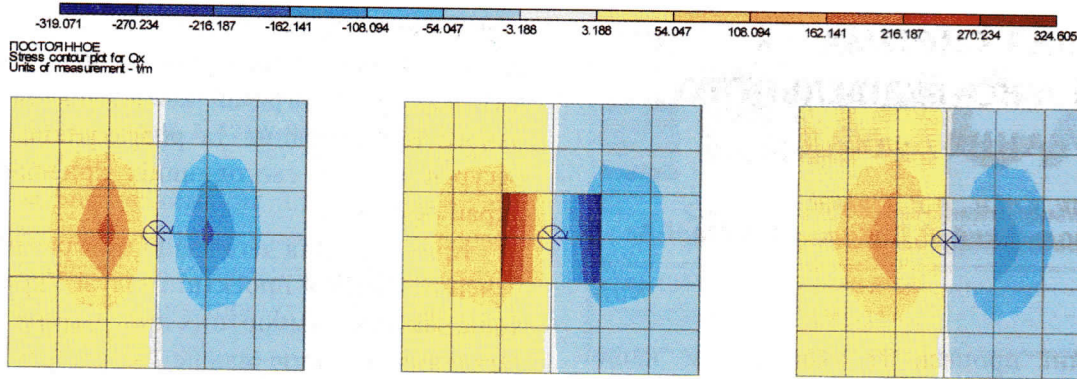 -319.071 -270.234 -216.187 -162.141 -108.094 -54.047 -3.188 3.188 54.047 108.094 162.141 216.187 270.234 324.605
ПОСТОЯННОЕ
Stress contour plot for Qx
Units of measurement - t/m